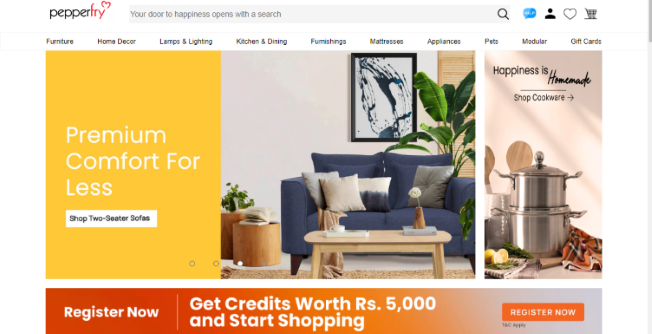 pepperfry
Your door to happiness opens with a search
Furniture Home Decor Lamps & Lighting Kitchen & Dining Furnishings Mattresses Appliances Pets Modular Gift Cards
Premium
Comfort For
Less
Shop Two-Seater Sofas
Happiness is
Homemade
Shop Cookware →
Register Now
Get Credits Worth Rs. 5,000
and Start Shopping
REGISTER NOW
T&C Apply